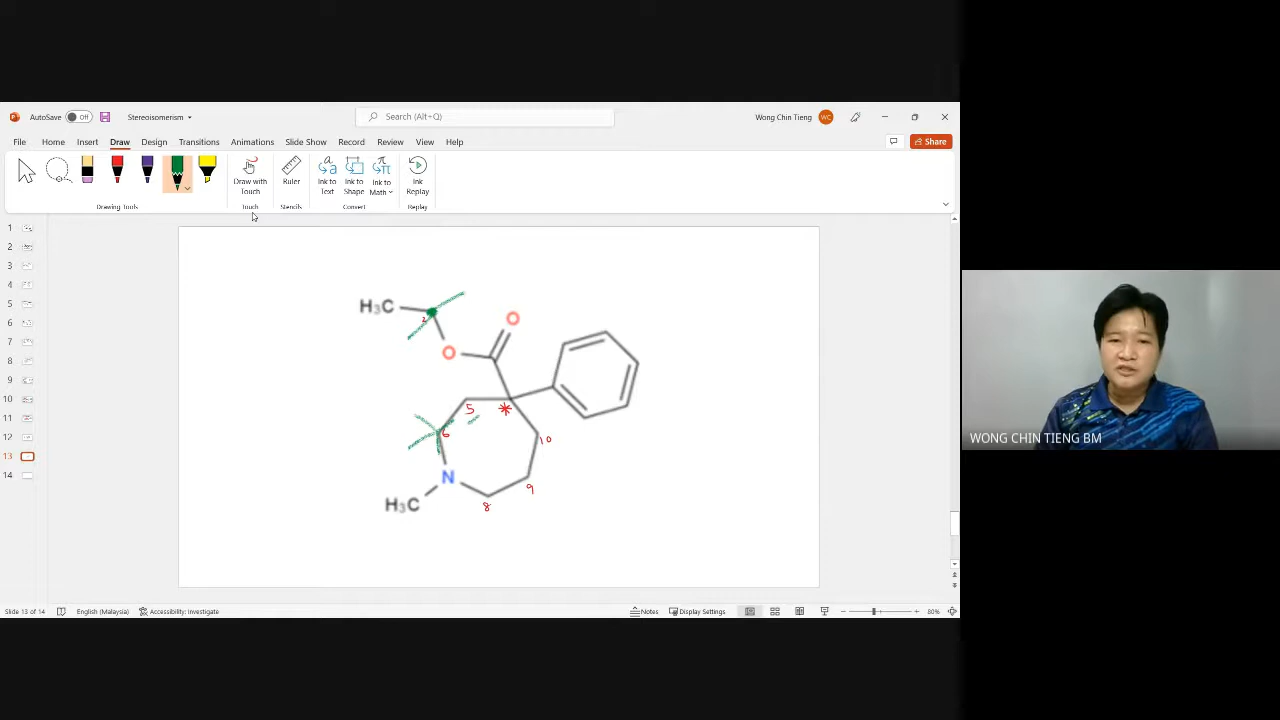 AutoSave Off Stereoisomerism Search (Alt+Q) Wong Chin Tieng WC
File Home Insert Draw Design Transitions Animations Slide Show Record Review View Help Share
Draw with Touch Ruler Ink to Text Ink to Shape Ink to Math Ink Replay
Drawing Tools Touch Stencils Convert Replay
1
2
3
4
5
6
7
8
9
10
11
12
13
14
H₃C O
2
O
5 *
6 10
N 9
H₃C 8
WONG CHIN TIENG BM
Slide 13 of 14 English (Malaysia) Accessibility: Investigate Notes Display Settings 80%